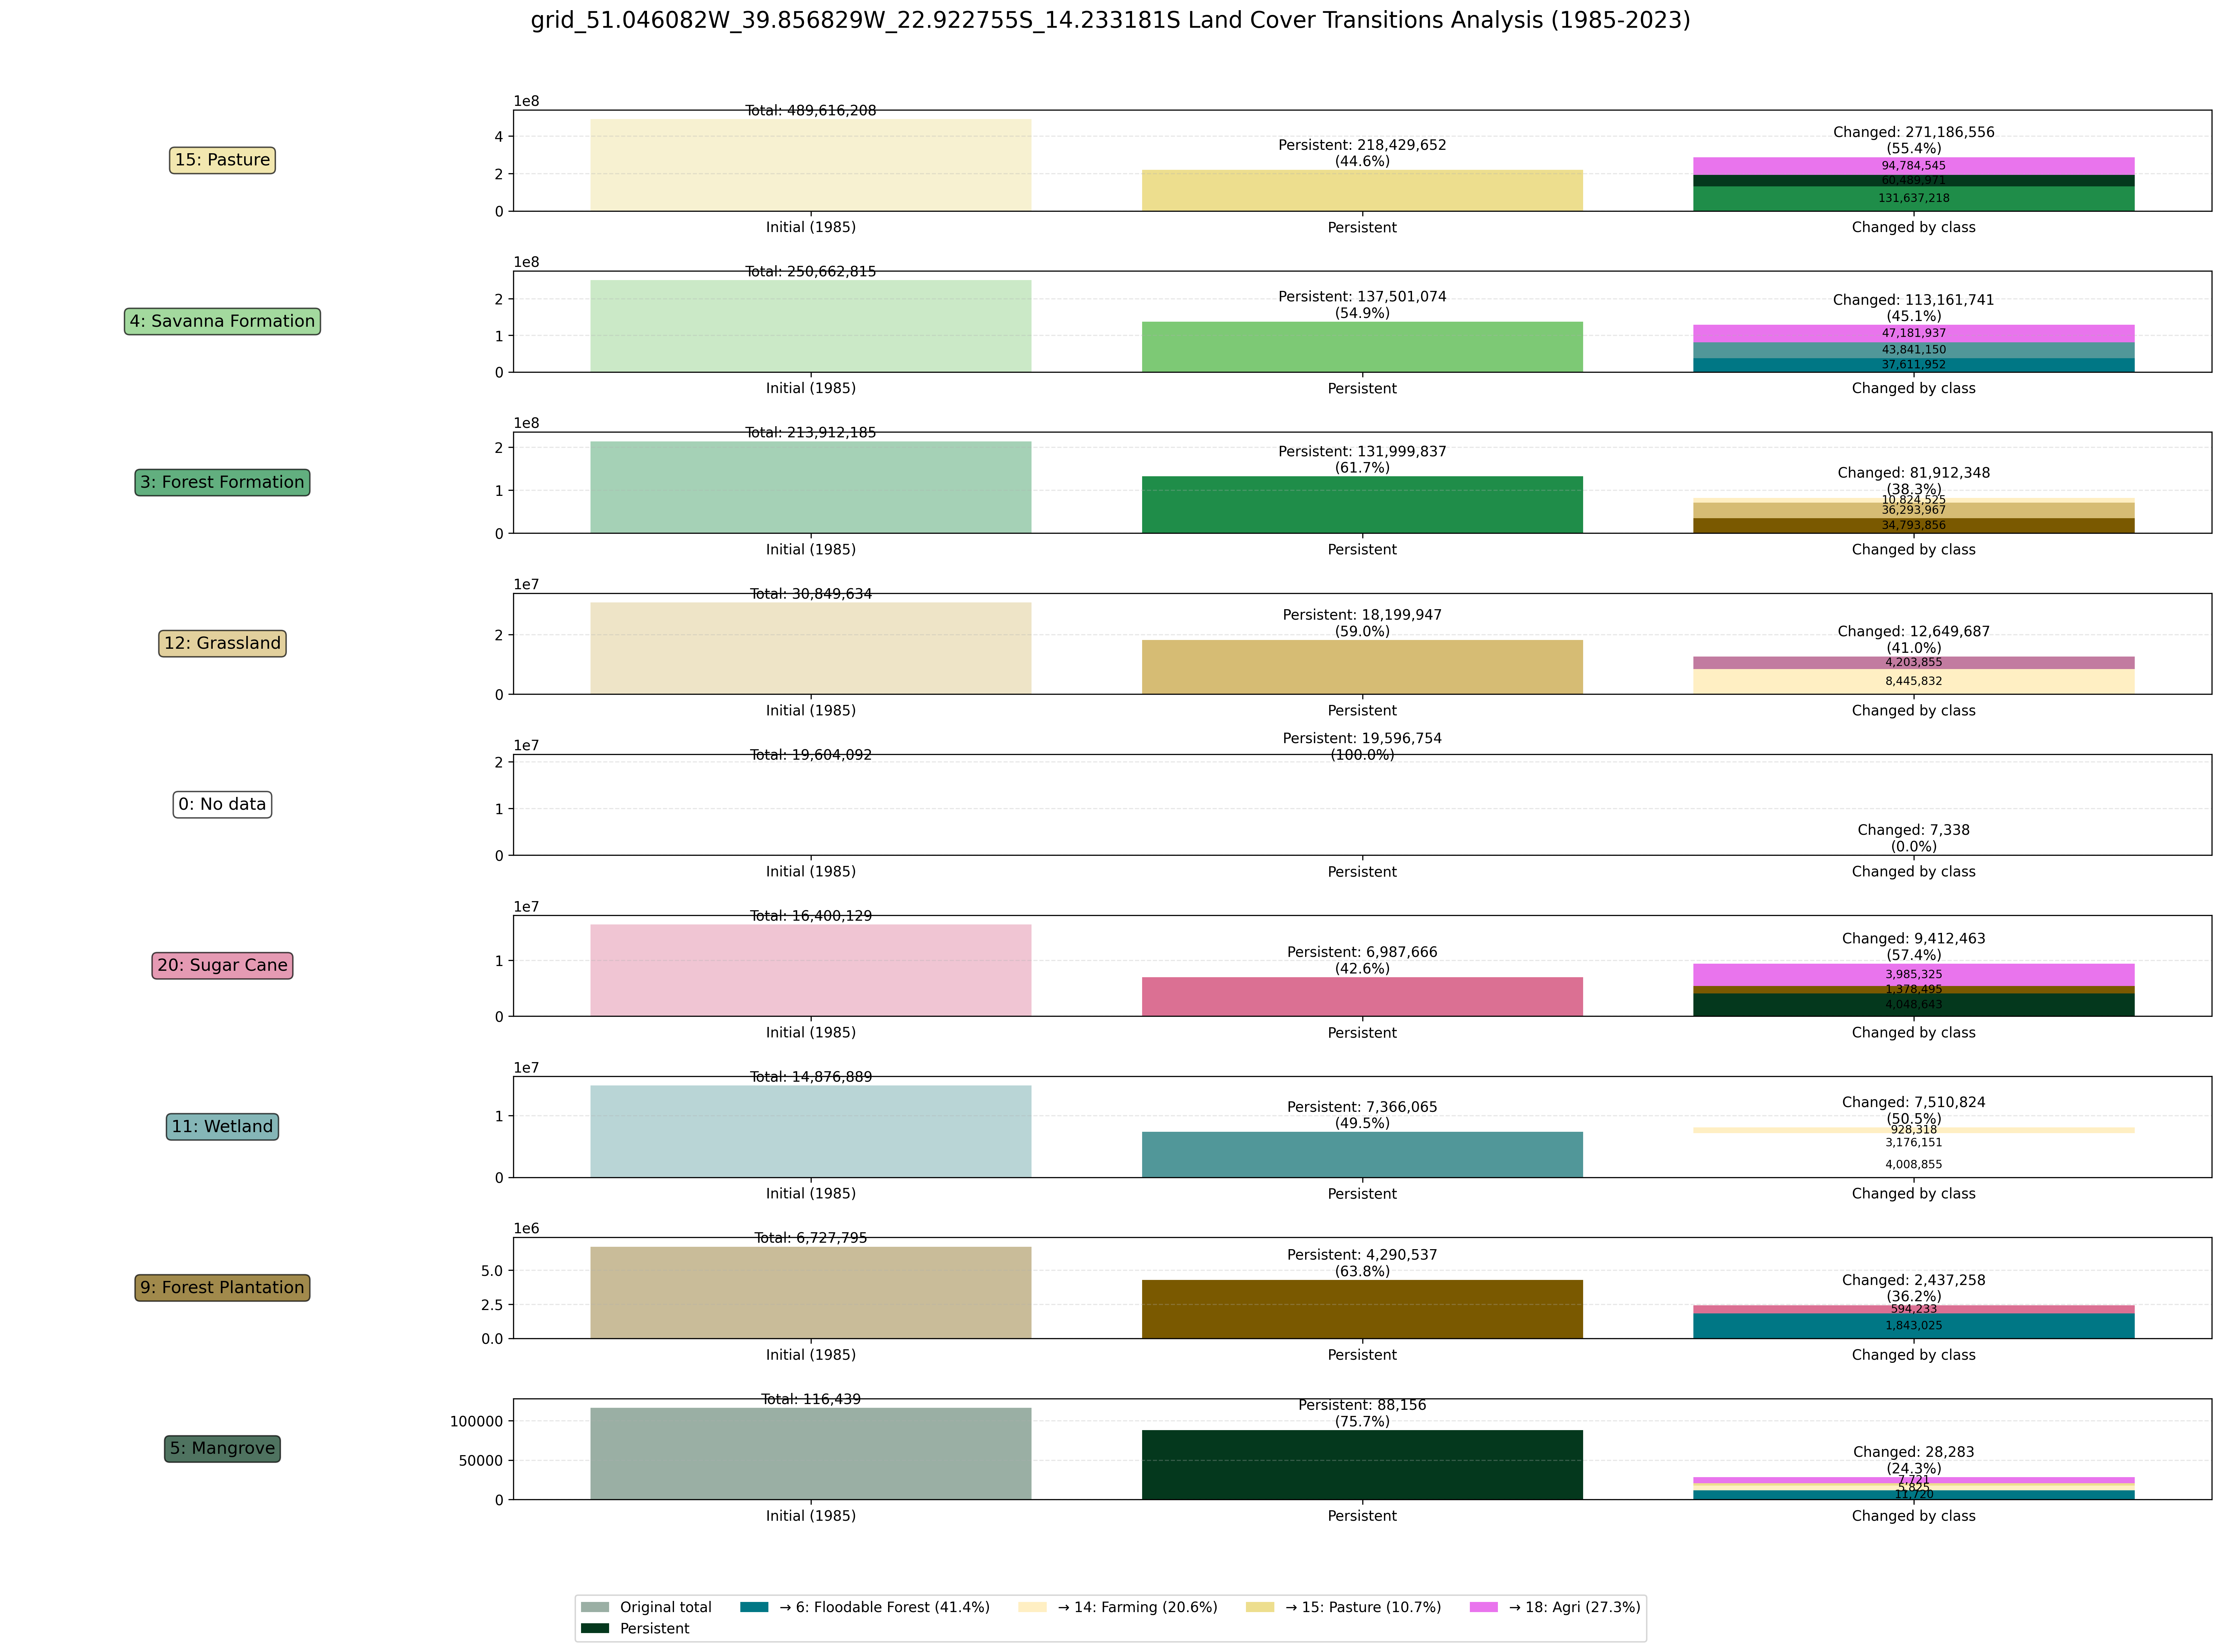 grid_51.046082W_39.856829W_22.922755S_14.233181S Land Cover Transitions Analysis (1985-2023)
15: Pasture
1e8
4
2
0
Total: 489,616,208
Persistent: 218,429,652
(44.6%)
Changed: 271,186,556
(55.4%)
94,784,545
60,489,971
131,637,218
Initial (1985)
Persistent
Changed by class
4: Savanna Formation
1e8
2
1
0
Total: 250,662,815
Persistent: 137,501,074
(54.9%)
Changed: 113,161,741
(45.1%)
47,181,937
43,841,150
37,611,952
Initial (1985)
Persistent
Changed by class
3: Forest Formation
1e8
2
1
0
Total: 213,912,185
Persistent: 131,999,837
(61.7%)
Changed: 81,912,348
(38.3%)
10,824,525
36,293,967
34,793,856
Initial (1985)
Persistent
Changed by class
12: Grassland
1e7
2
0
Total: 30,849,634
Persistent: 18,199,947
(59.0%)
Changed: 12,649,687
(41.0%)
4,203,855
8,445,832
Initial (1985)
Persistent
Changed by class
0: No data
1e7
2
1
0
Total: 19,604,092
Persistent: 19,596,754
(100.0%)
Changed: 7,338
(0.0%)
Initial (1985)
Persistent
Changed by class
20: Sugar Cane
1e7
1
0
Total: 16,400,129
Persistent: 6,987,666
(42.6%)
Changed: 9,412,463
(57.4%)
3,985,325
1,378,495
4,048,643
Initial (1985)
Persistent
Changed by class
11: Wetland
1e7
1
0
Total: 14,876,889
Persistent: 7,366,065
(49.5%)
Changed: 7,510,824
(50.5%)
928,318
3,176,151
4,008,855
Initial (1985)
Persistent
Changed by class
9: Forest Plantation
1e6
5.0
2.5
0.0
Total: 6,727,795
Persistent: 4,290,537
(63.8%)
Changed: 2,437,258
(36.2%)
594,233
1,843,025
Initial (1985)
Persistent
Changed by class
5: Mangrove
100000
50000
0
Total: 116,439
Persistent: 88,156
(75.7%)
Changed: 28,283
(24.3%)
7,721
5,825
11,720
Initial (1985)
Persistent
Changed by class
Original total
Persistent
→ 6: Floodable Forest (41.4%)
→ 14: Farming (20.6%)
→ 15: Pasture (10.7%)
→ 18: Agri (27.3%)